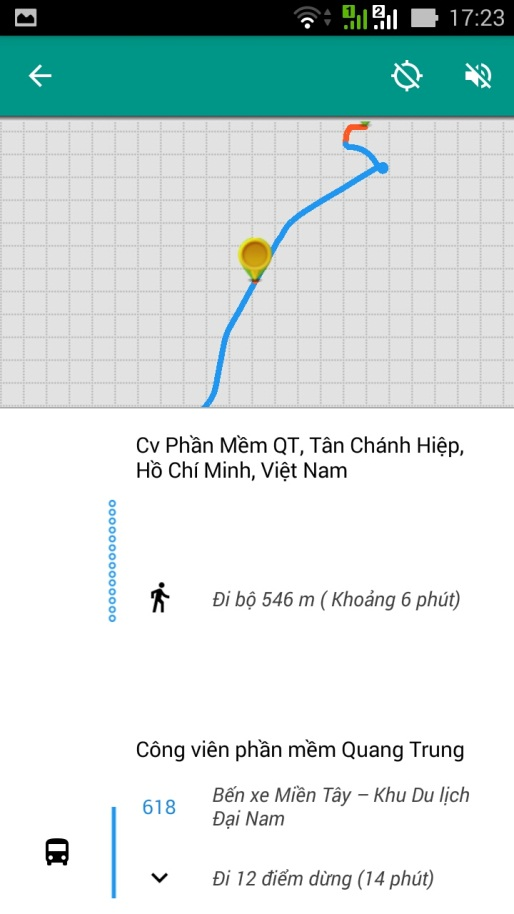 1 2 17:23
Cv Phần Mềm QT, Tân Chánh Hiệp,
Hồ Chí Minh, Việt Nam
Đi bộ 546 m ( Khoảng 6 phút)
Công viên phần mềm Quang Trung
618 Bến xe Miền Tây – Khu Du lịch
Đại Nam
Đi 12 điểm dừng (14 phút)